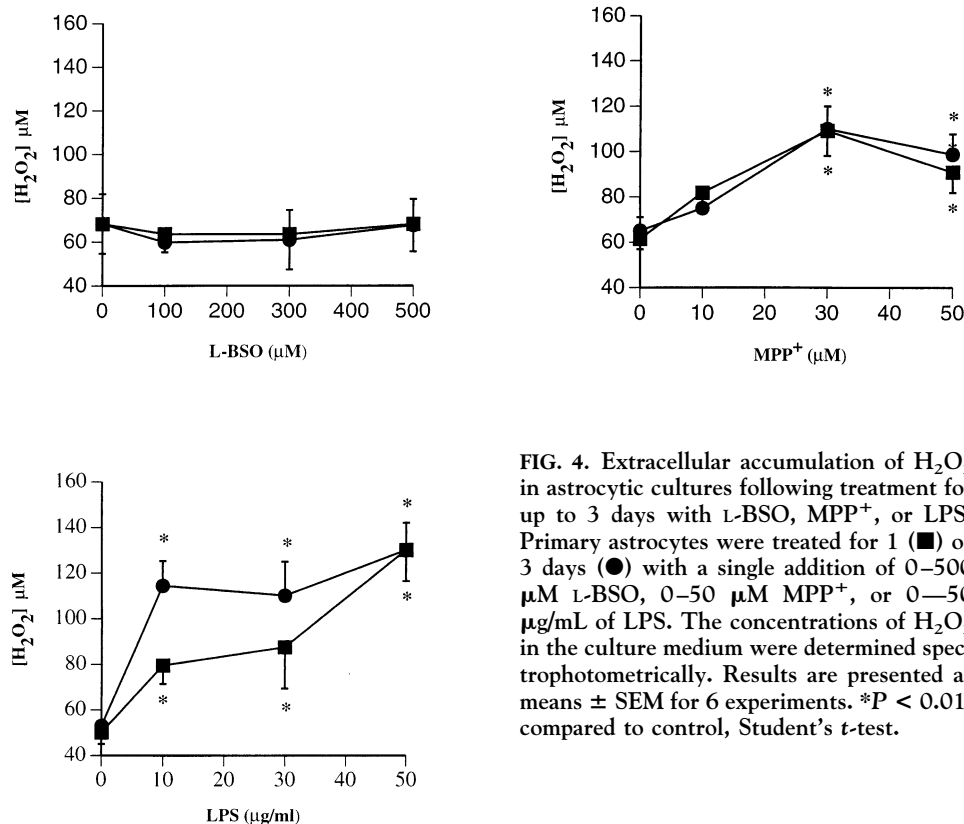 160
140
120
100
80
60
40
[H2O2] µM
0 100 200 300 400 500
L-BSO (µM)
160
140
120
100
80
60
40
[H2O2] µM
* *
* *
0 10 20 30 40 50
MPP+ (µM)
160
140
120
100
80
60
40
[H2O2] µM
* * *
* * *
0 10 20 30 40 50
LPS (µg/ml)
FIG. 4. Extracellular accumulation of H2O
in astrocytic cultures following treatment fo
up to 3 days with L-BSO, MPP+, or LPS
Primary astrocytes were treated for 1 (■) o
3 days (●) with a single addition of 0–500
µM L-BSO, 0–50 µM MPP+, or 0—50
µg/mL of LPS. The concentrations of H2O
in the culture medium were determined spec
trophotometrically. Results are presented a
means ± SEM for 6 experiments. *P < 0.01
compared to control, Student's t-test.